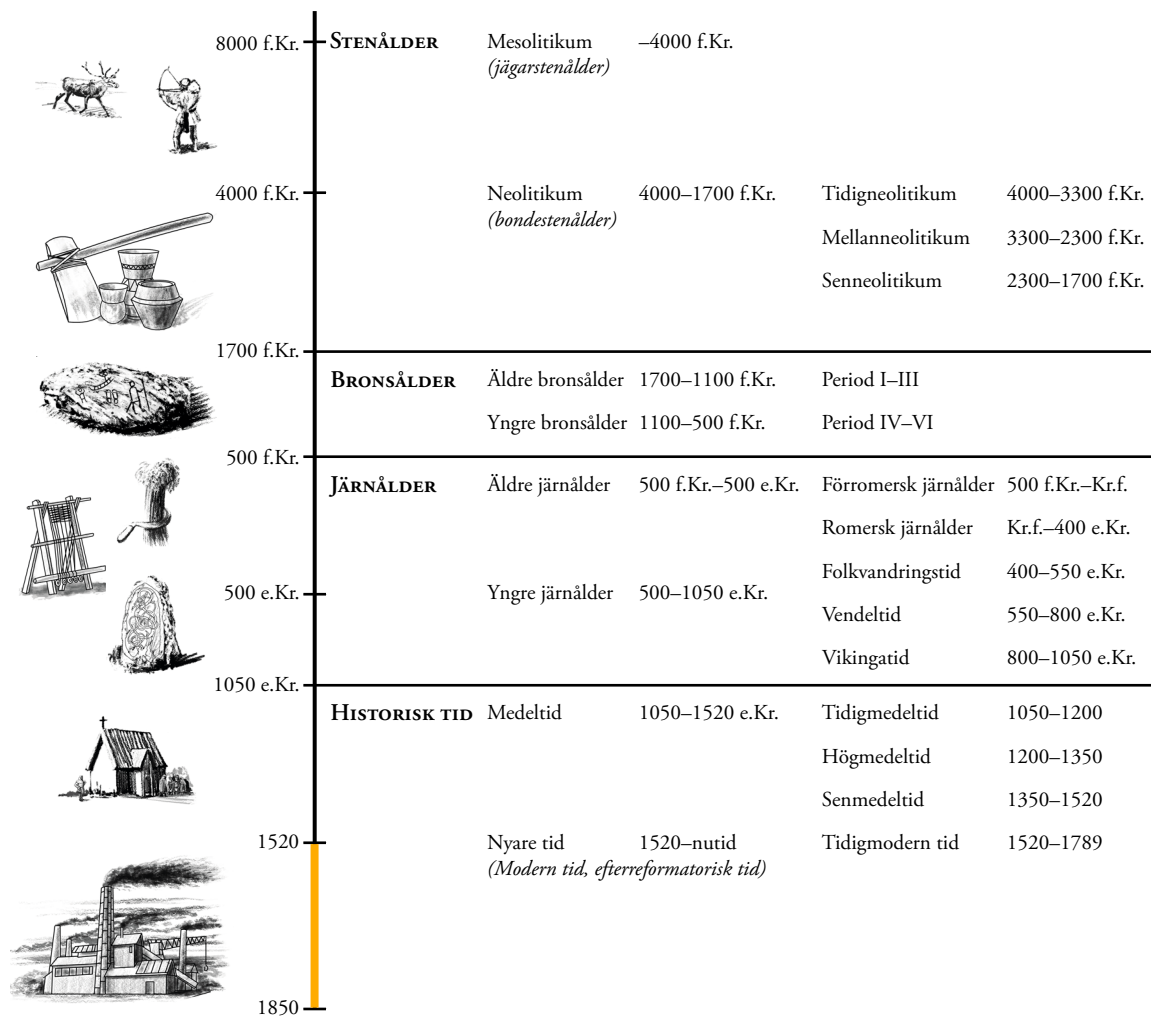 8000 f.Kr. STENÅLDER Mesolitikum –4000 f.Kr.
(jägarstenålder)
4000 f.Kr. Neolitikum 4000–1700 f.Kr. Tidigneolitikum 4000–3300 f.Kr.
(bondestenålder)
Mellanneolitikum 3300–2300 f.Kr.
Senneolitikum 2300–1700 f.Kr.
1700 f.Kr.
BRONSÅLDER Äldre bronsålder 1700–1100 f.Kr. Period I–III
Yngre bronsålder 1100–500 f.Kr. Period IV–VI
500 f.Kr.
JÄRNÅLDER Äldre järnålder 500 f.Kr.–500 e.Kr. Förromersk järnålder 500 f.Kr.–Kr.f.
Romersk järnålder Kr.f.–400 e.Kr.
Folkvandringstid 400–550 e.Kr.
500 e.Kr. Yngre järnålder 500–1050 e.Kr.
Vendeltid 550–800 e.Kr.
Vikingatid 800–1050 e.Kr.
1050 e.Kr.
HISTORISK TID Medeltid 1050–1520 e.Kr. Tidigmedeltid 1050–1200
Högmedeltid 1200–1350
Senmedeltid 1350–1520
1520 Nyare tid 1520–nutid Tidigmodern tid 1520–1789
(Modern tid, efterreformatorisk tid)
1850